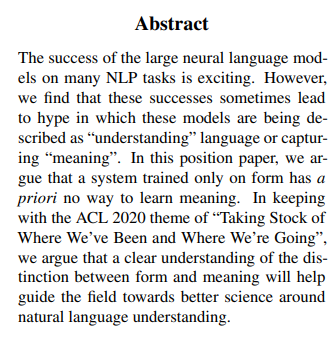 Abstract
The success of the large neural language mod-
els on many NLP tasks is exciting. However,
we find that these successes sometimes lead
to hype in which these models are being de-
scribed as “understanding” language or captur-
ing “meaning”. In this position paper, we ar-
gue that a system trained only on form has a
priori no way to learn meaning. In keeping
with the ACL 2020 theme of “Taking Stock of
Where We’ve Been and Where We’re Going”,
we argue that a clear understanding of the dis-
tinction between form and meaning will help
guide the field towards better science around
natural language understanding.